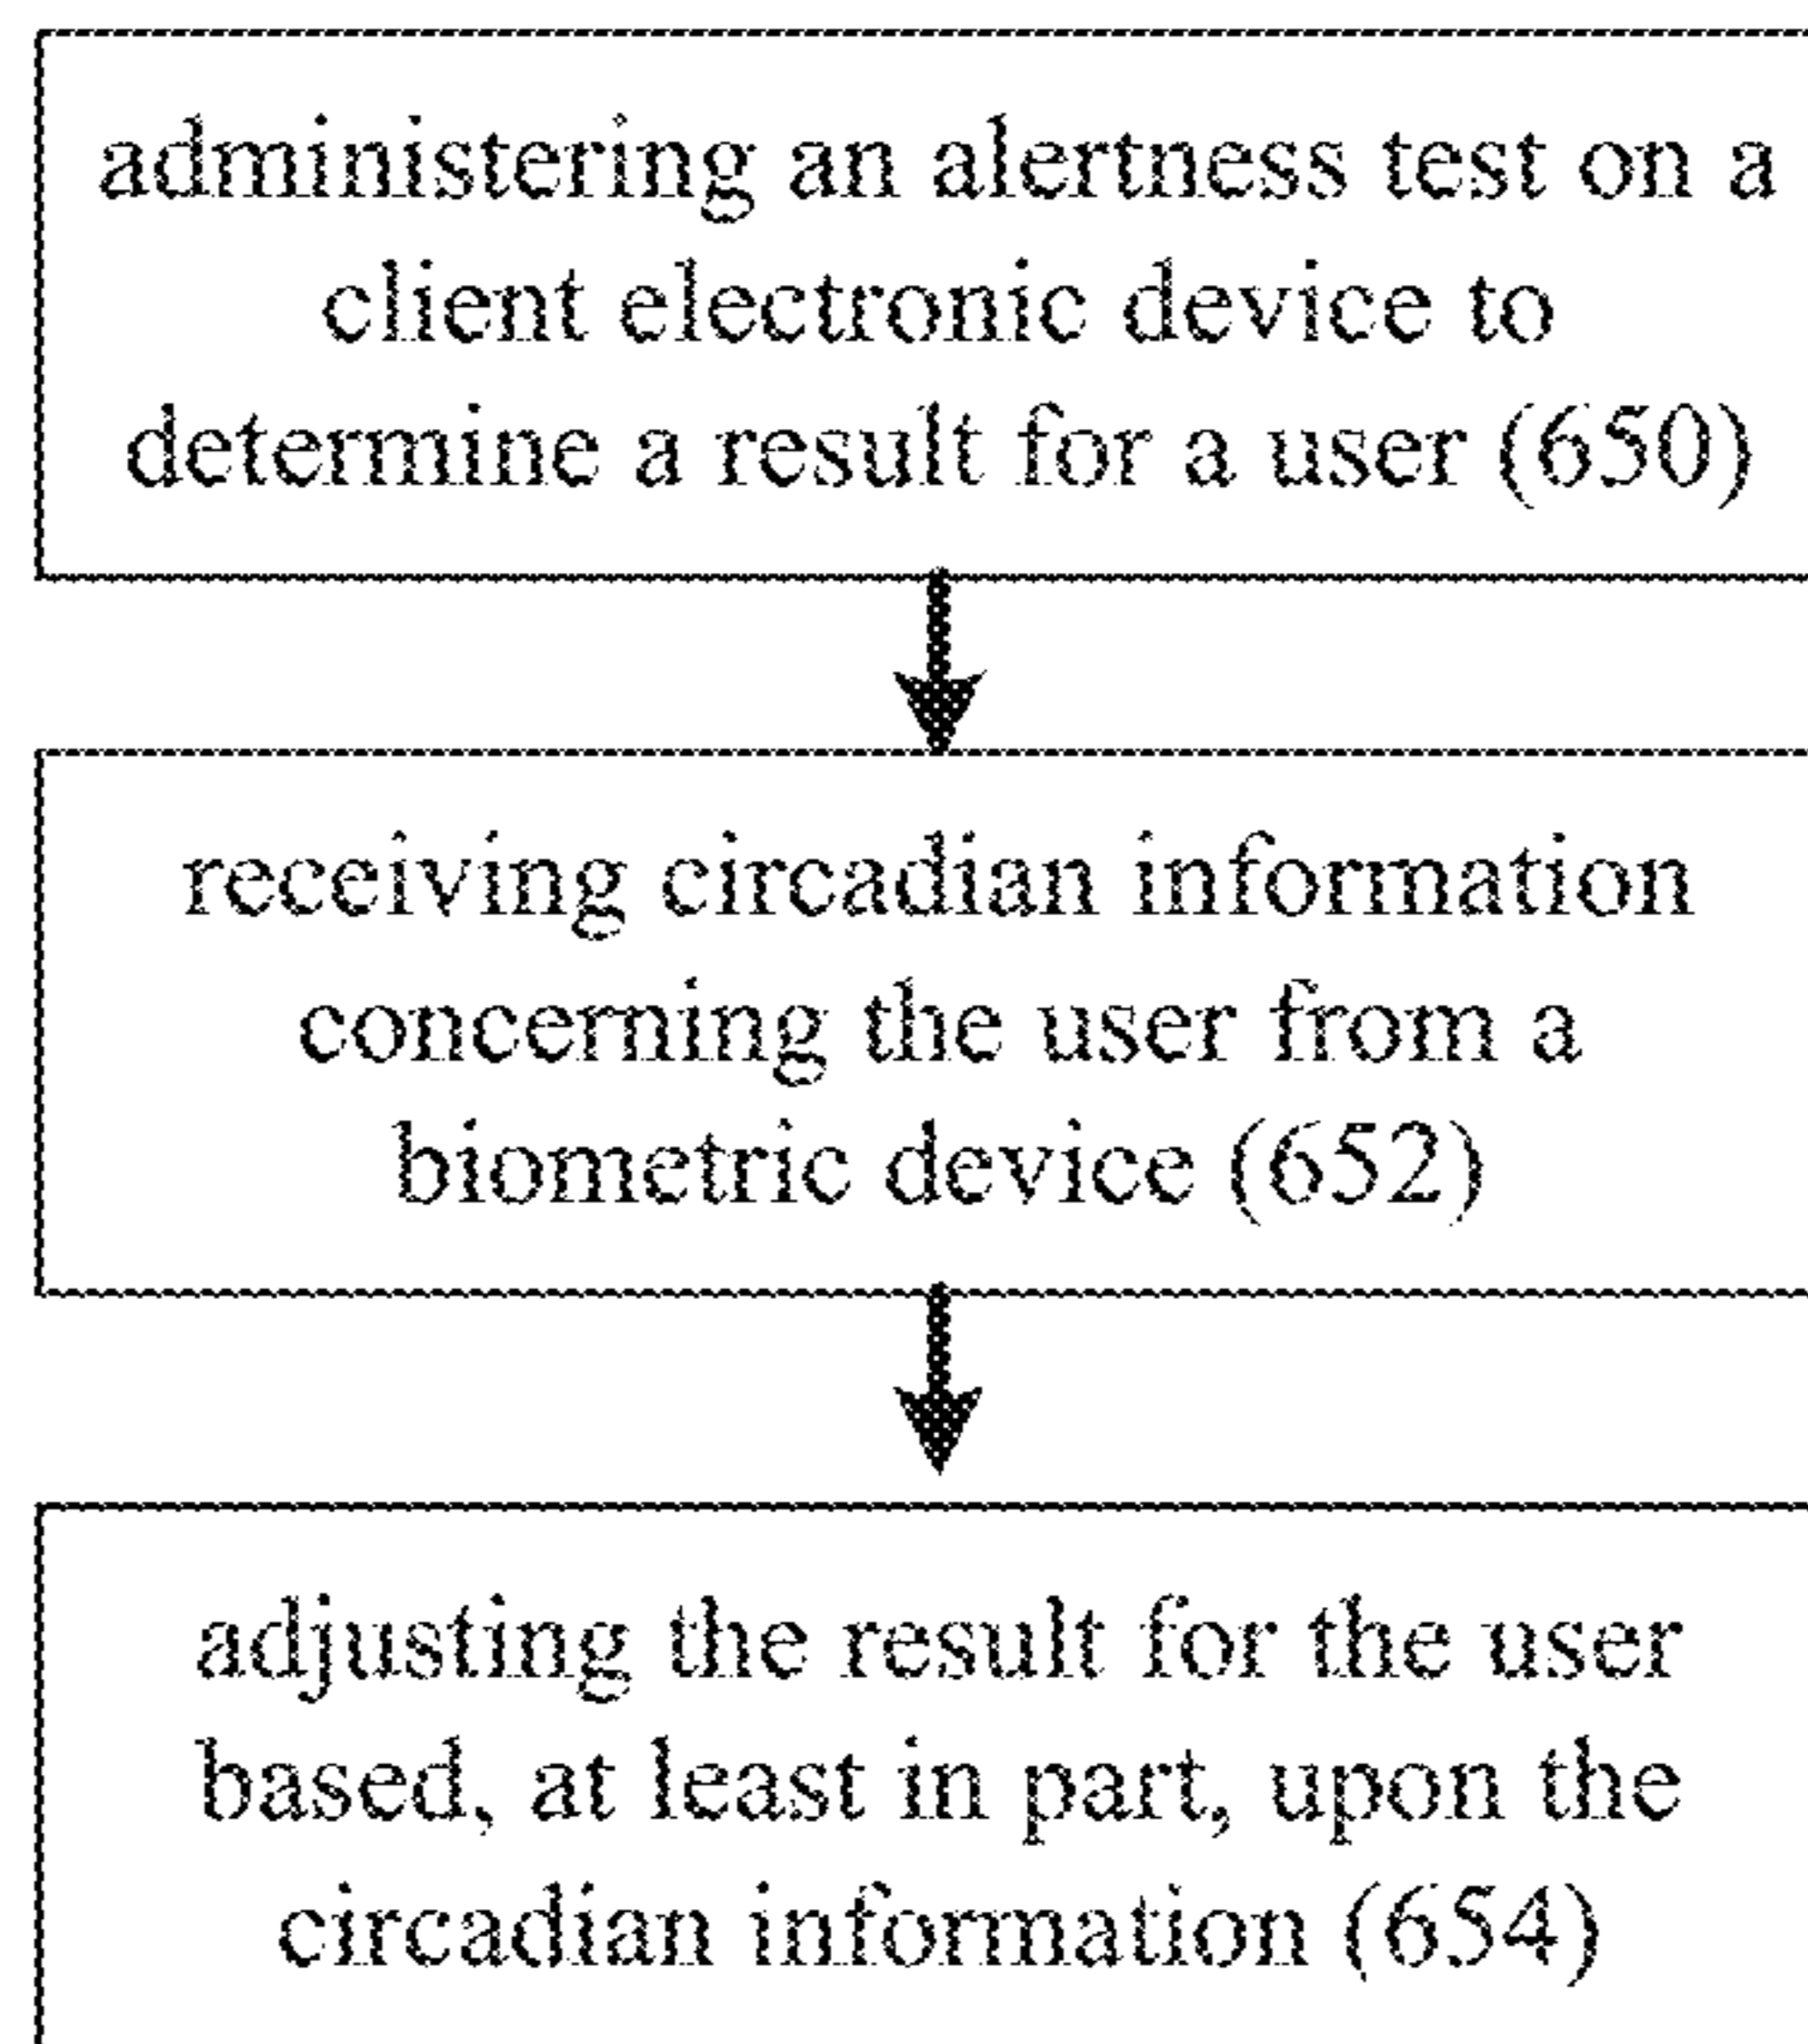 administering an alertness test on a
client electronic device to
determine a result for a user (650)
receiving circadian information
concerning the user from a
biometric device (652)
adjusting the result for the user
based, at least in part, upon the
circadian information (654)